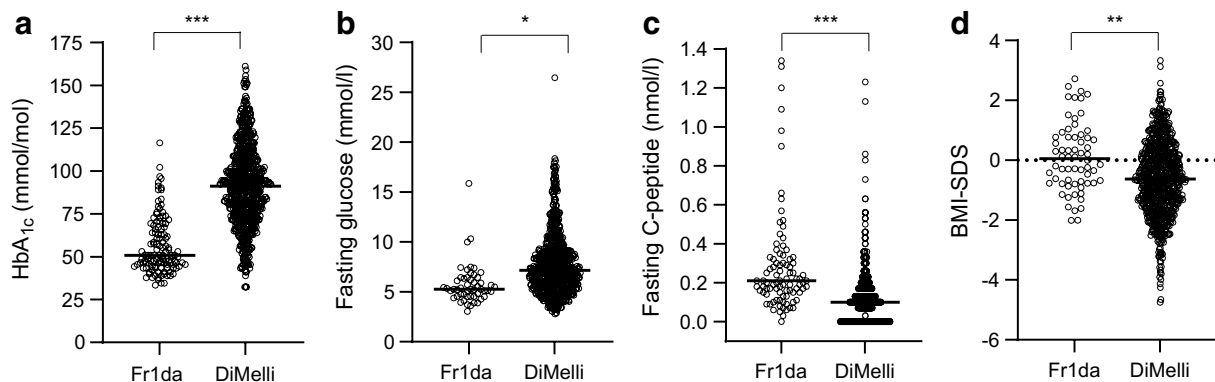 a
***
HbA1c (mmol/mol)
175
150
125
100
75
50
25
0
Fr1da DiMelli
b
*
Fasting glucose (mmol/l)
30
25
20
15
10
5
0
Fr1da DiMelli
c
***
Fasting C-peptide (nmol/l)
1.4
1.2
1.0
0.8
0.6
0.4
0.2
0.0
Fr1da DiMelli
d
**
BMI-SDS
4
2
0
-2
-4
-6
Fr1da DiMelli